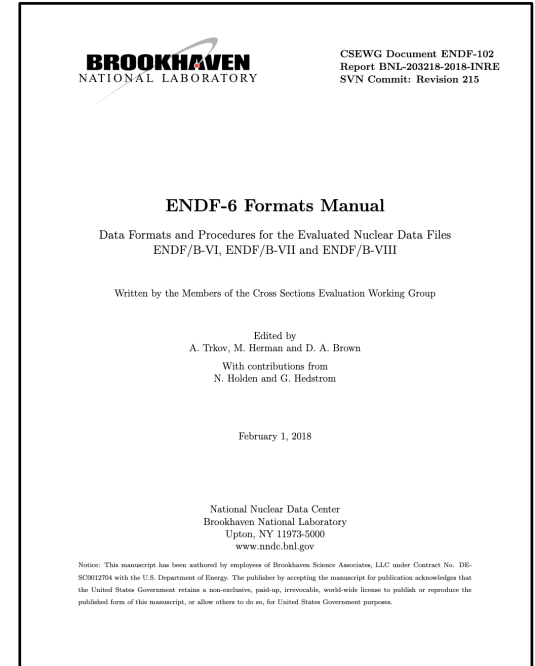 BROOKHAVEN
NATIONAL LABORATORY
CSEWG Document ENDF-102
Report BNL-203218-2018-INRE
SVN Commit: Revision 215
ENDF-6 Formats Manual
Data Formats and Procedures for the Evaluated Nuclear Data Files
ENDF/B-VI, ENDF/B-VII and ENDF/B-VIII
Written by the Members of the Cross Sections Evaluation Working Group
Edited by
A. Trkov, M. Herman and D. A. Brown
With contributions from
N. Holden and G. Hedstrom
February 1, 2018
National Nuclear Data Center
Brookhaven National Laboratory
Upton, NY 11973-5000
www.nndc.bnl.gov
Notice: This manuscript has been authored by employees of Brookhaven Science Associates, LLC under Contract No. DE-
SC0012704 with the U.S. Department of Energy. The publisher by accepting the manuscript for publication acknowledges that
the United States Government retains a non-exclusive, paid-up, irrevocable, world-wide license to publish or reproduce the
published form of this manuscript, or allow others to do so, for United States Government purposes.